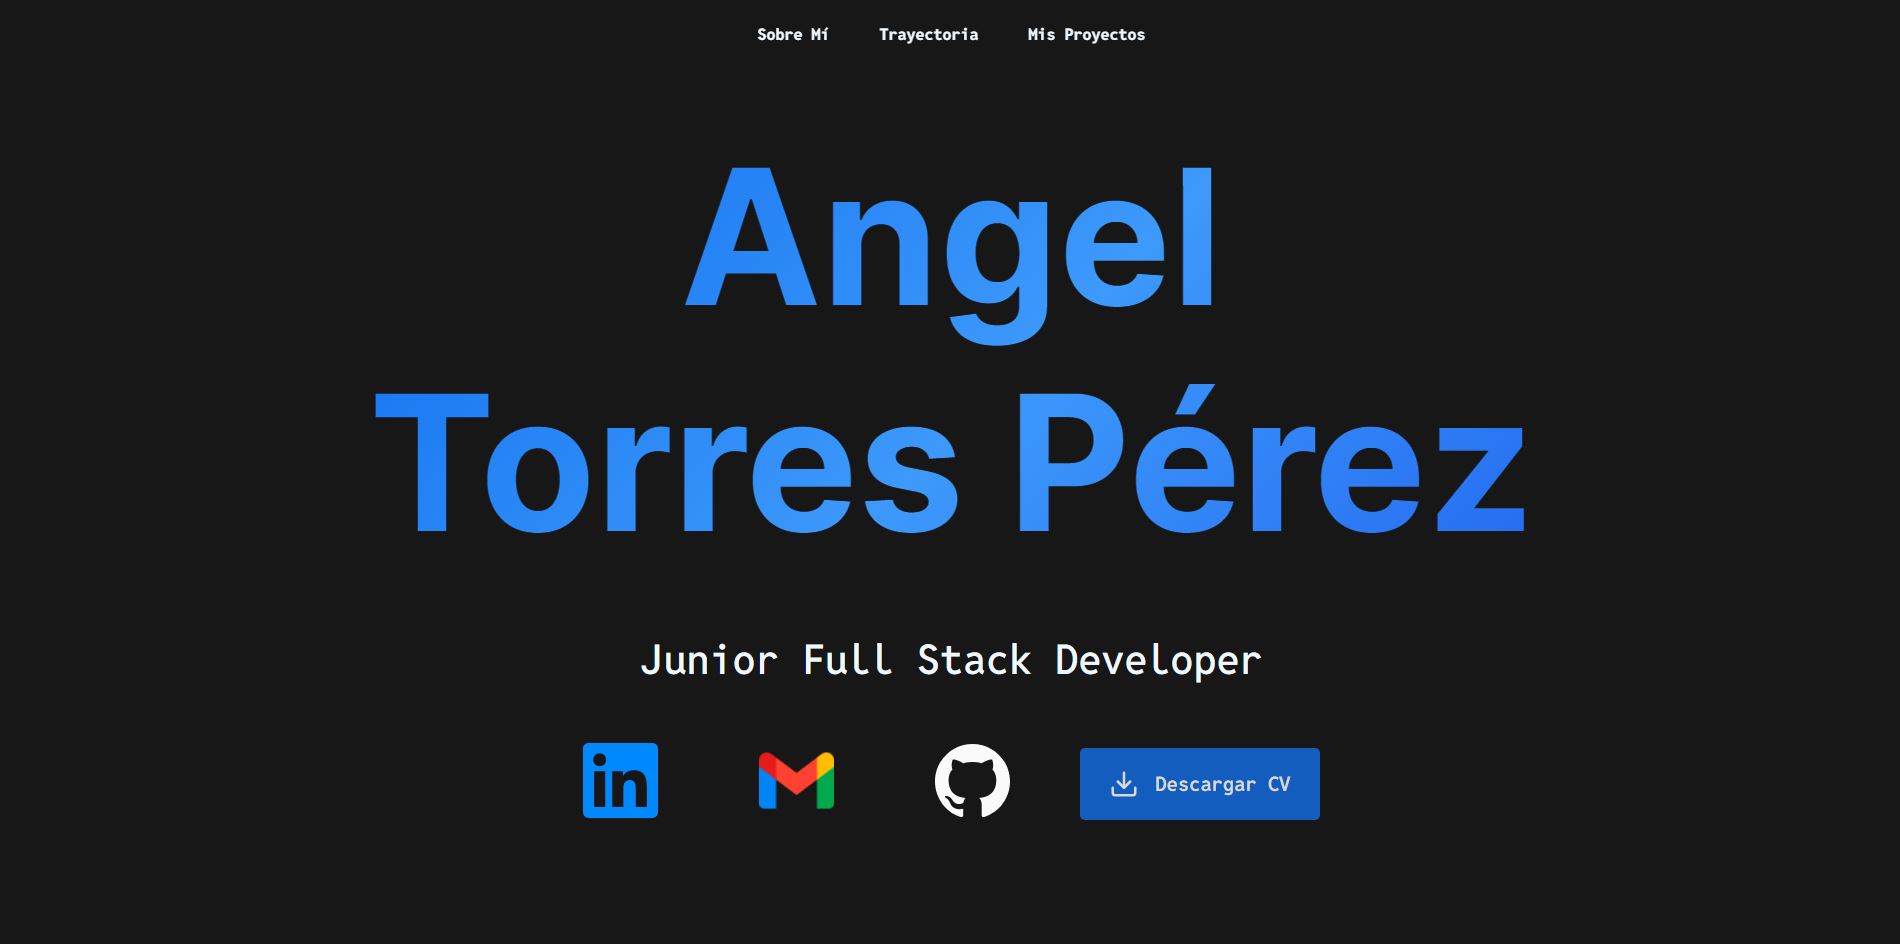 Sobre Mí Trayectoria Mis Proyectos
Angel
Torres Pérez
Junior Full Stack Developer
in
Descargar CV